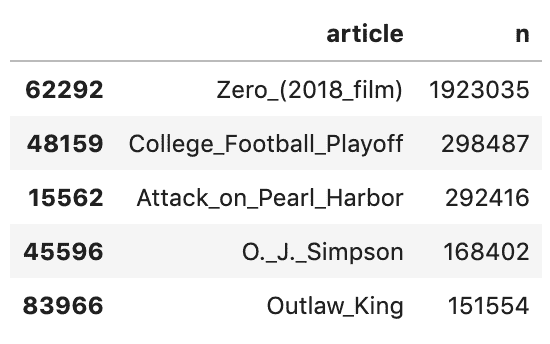 article n
62292 Zero_(2018_film) 1923035
48159 College_Football_Playoff 298487
15562 Attack_on_Pearl_Harbor 292416
45596 O._J._Simpson 168402
83966 Outlaw_King 151554